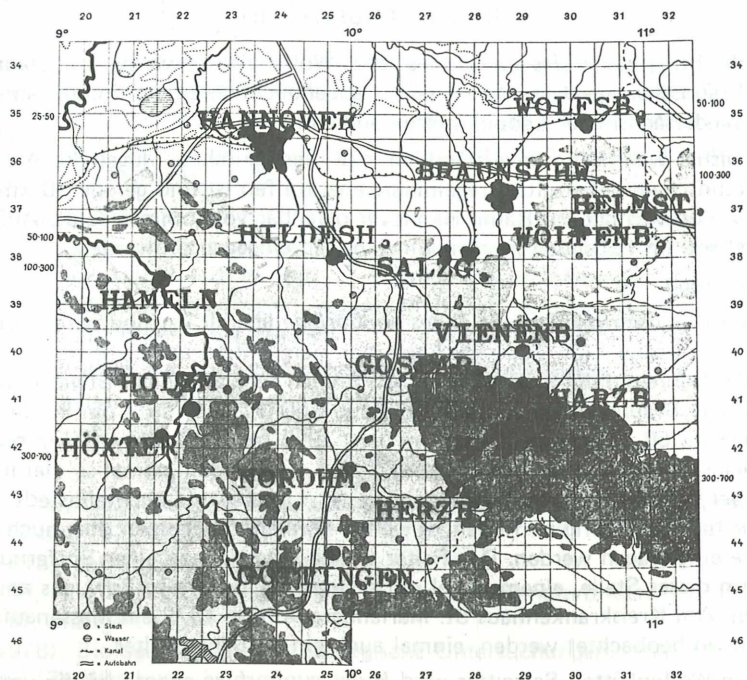 20 21 22 23 24 25 26 27 28 29 30 31 32
9° 10° 11°
34 34
35 35
25-50 50-100
HANNOVER WOLFSB
36 36
BRAUNSCHW
100-300
HELMST
37 37
50-100 HILDESH WOLFENB
38 SALZG 38
100-300
HAMELN
39 39
VIENENB
40 40
GOSLAR
HOLZM HARZB
41 41
HÖXTER
42 42
300-700 NORDHM 300-700
43 43
HERZB
44 44
GÖTTINGEN
45 45
9° 10° 11°
46 46
Stadt
Wasser
Kanal
Autobahn
20 21 22 23 24 25 26 27 28 29 30 31 32